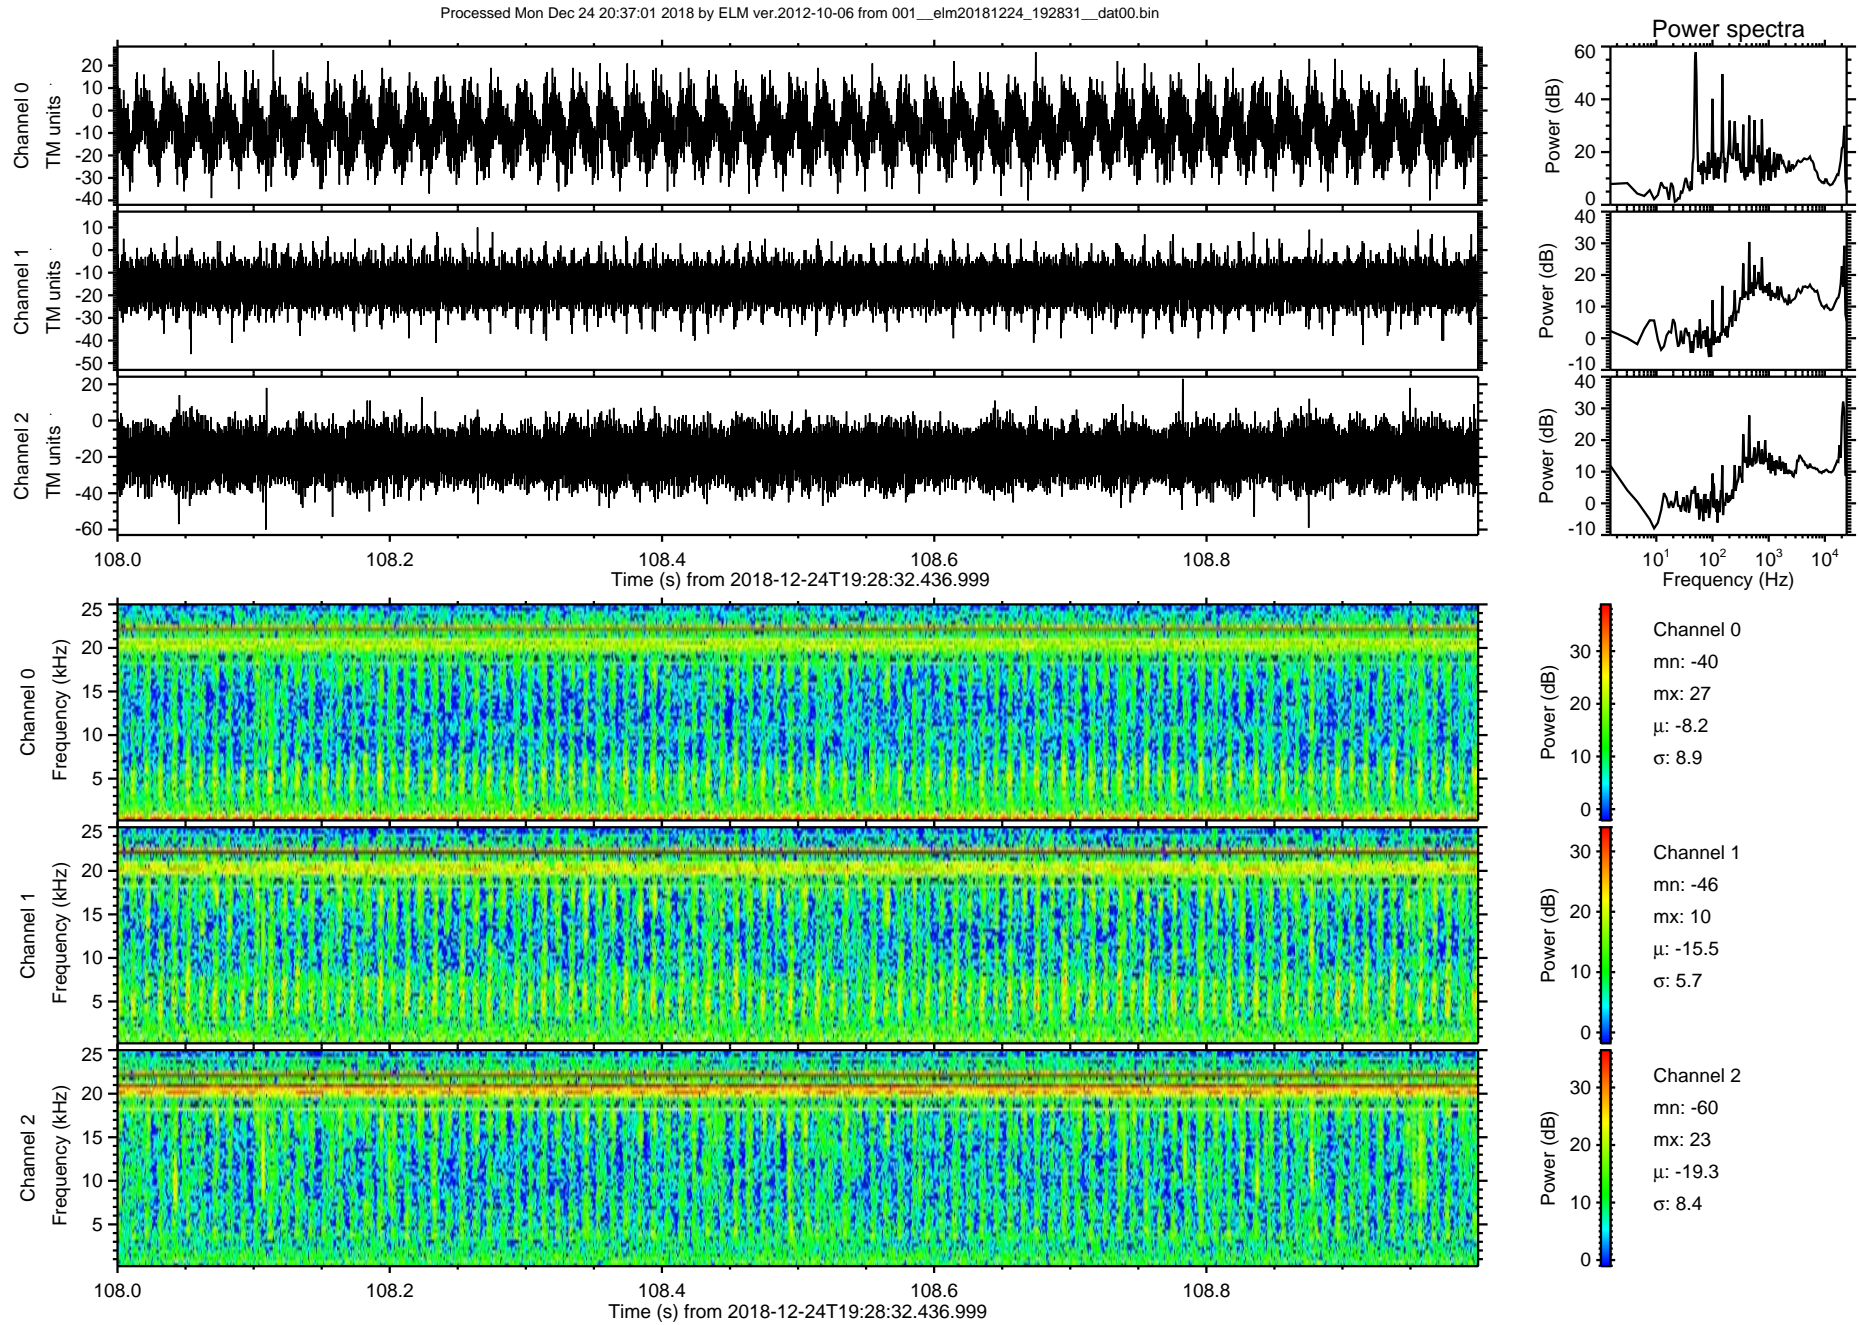 Processed Mon Dec 24 20:37:01 2018 by ELM ver.2012-10-06 from 001__elm20181224_192831__dat00.bin
Power spectra
Channel 0
TM units
20
10
0
-10
-20
-30
-40
Power (dB)
60
40
20
0
Channel 1
TM units
10
0
-10
-20
-30
-40
-50
Power (dB)
40
30
20
10
0
-10
Channel 2
TM units
20
0
-20
-40
-60
Power (dB)
40
30
20
10
0
-10
108.0 108.2 108.4 108.6 108.8
Time (s) from 2018-12-24T19:28:32.436.999
10¹ 10² 10³ 10⁴
Frequency (Hz)
Channel 0
Frequency (kHz)
25
20
15
10
5
Power (dB)
30
20
10
0
Channel 0
mn: -40
mx: 27
µ: -8.2
σ: 8.9
Channel 1
Frequency (kHz)
25
20
15
10
5
Power (dB)
30
20
10
0
Channel 1
mn: -46
mx: 10
µ: -15.5
σ: 5.7
Channel 2
Frequency (kHz)
25
20
15
10
5
Power (dB)
30
20
10
0
Channel 2
mn: -60
mx: 23
µ: -19.3
σ: 8.4
108.0 108.2 108.4 108.6 108.8
Time (s) from 2018-12-24T19:28:32.436.999